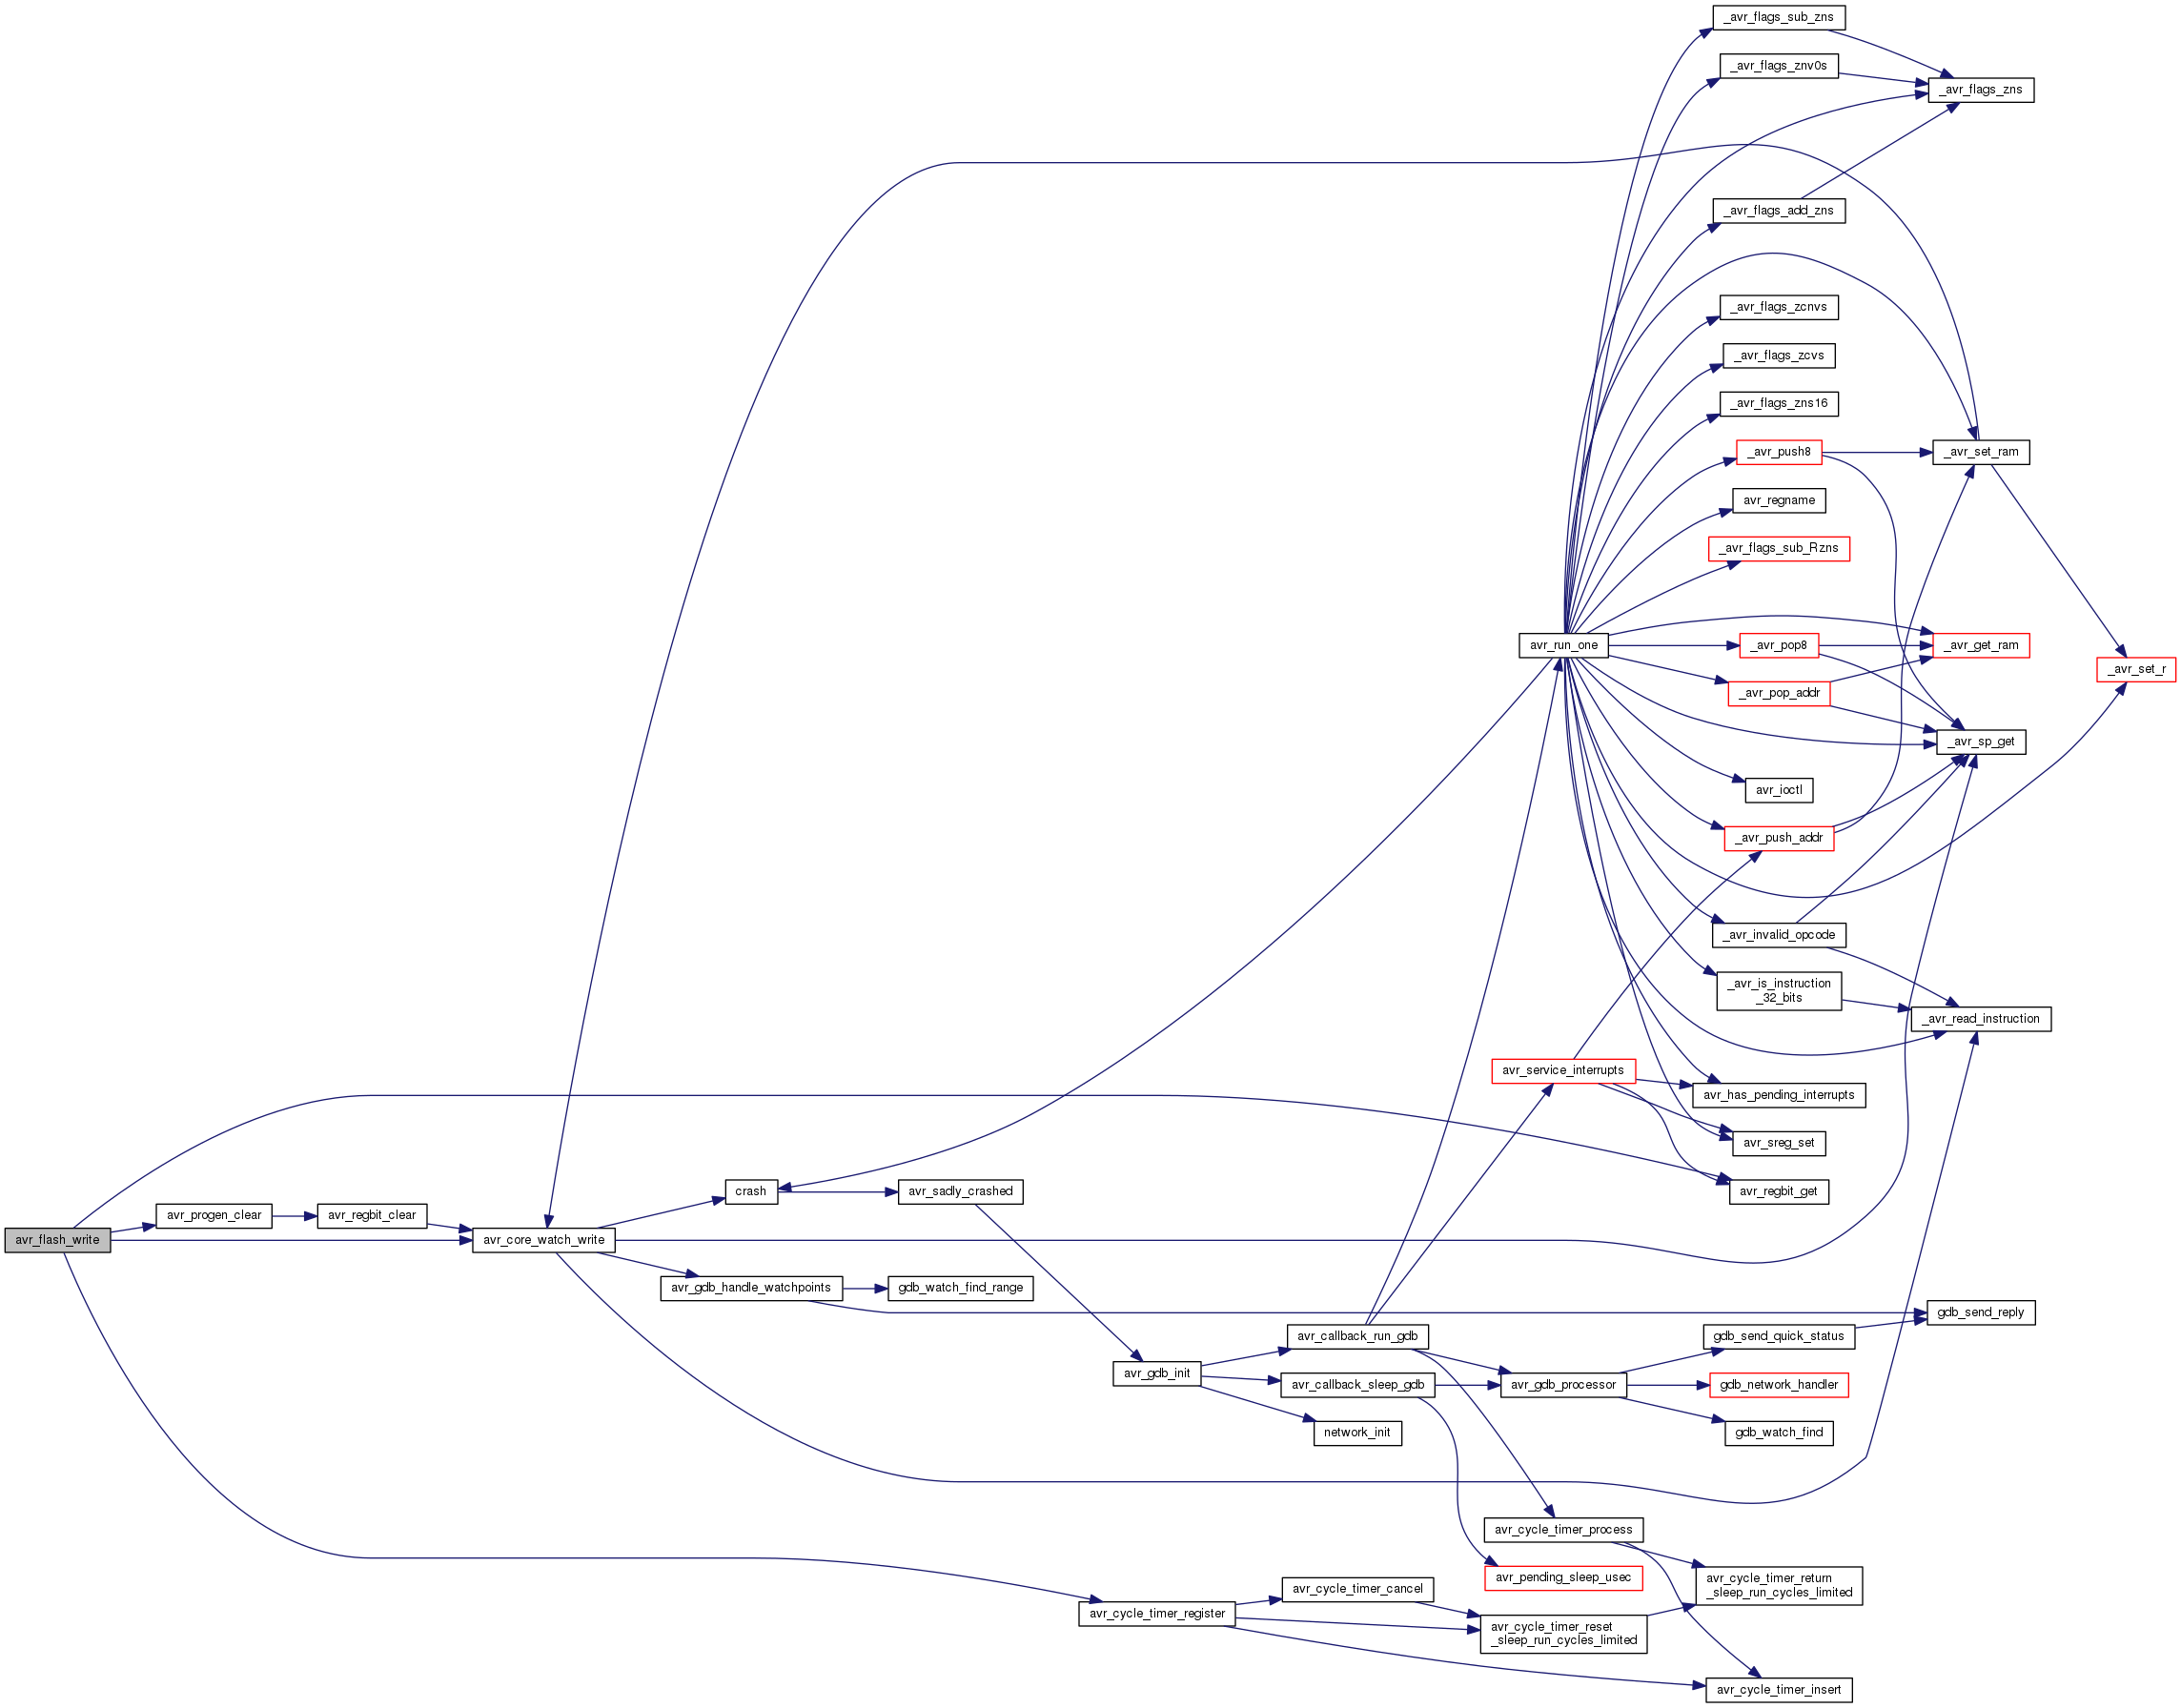 _avr_flags_sub_zns
_avr_flags_znv0s
_avr_flags_zns
_avr_flags_add_zns
_avr_flags_zcnvs
_avr_flags_zcvs
_avr_flags_zns16
_avr_push8
_avr_set_ram
avr_regname
_avr_flags_sub_Rzns
avr_run_one
_avr_pop8
_avr_get_ram
_avr_set_r
_avr_pop_addr
_avr_sp_get
avr_ioctl
_avr_push_addr
_avr_invalid_opcode
_avr_is_instruction
_32_bits
_avr_read_instruction
avr_service_interrupts
avr_has_pending_interrupts
avr_sreg_set
avr_regbit_get
crash
avr_sadly_crashed
avr_progen_clear
avr_regbit_clear
avr_flash_write
avr_core_watch_write
avr_gdb_handle_watchpoints
gdb_watch_find_range
gdb_send_reply
avr_callback_run_gdb
gdb_send_quick_status
avr_gdb_init
avr_callback_sleep_gdb
avr_gdb_processor
gdb_network_handler
network_init
gdb_watch_find
avr_cycle_timer_process
avr_pending_sleep_usec
avr_cycle_timer_return
_sleep_run_cycles_limited
avr_cycle_timer_cancel
avr_cycle_timer_register
avr_cycle_timer_reset
_sleep_run_cycles_limited
avr_cycle_timer_insert